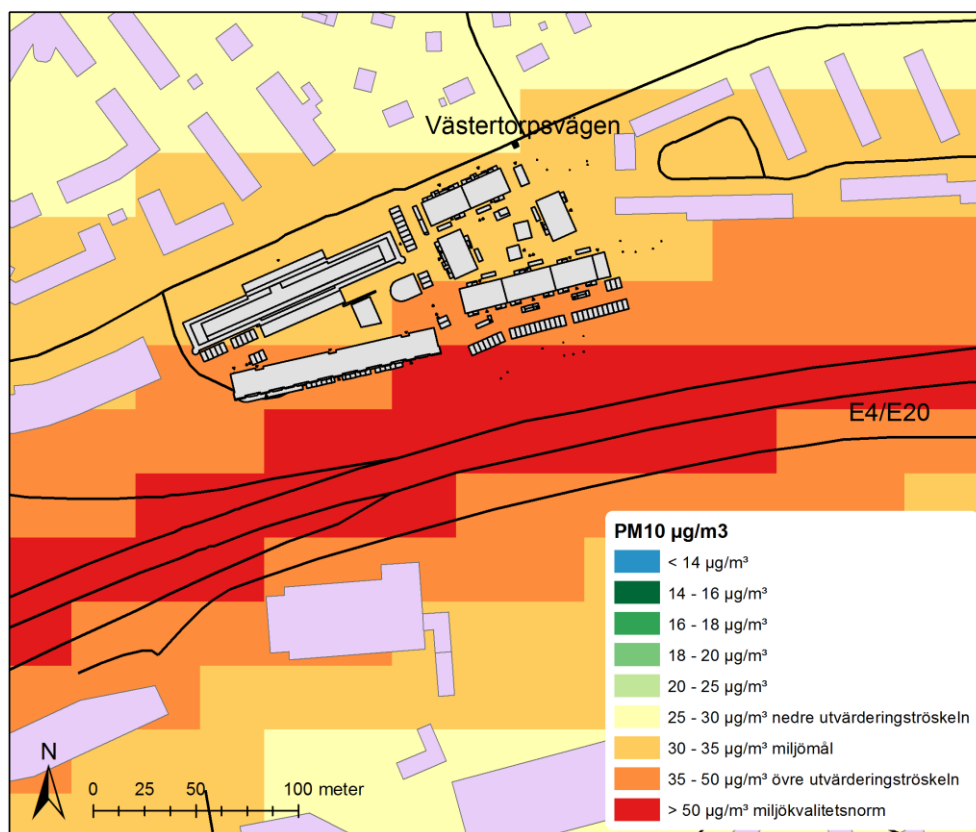 Västertorpsvägen
E4/E20
PM10 µg/m3
< 14 µg/m³
14 - 16 µg/m³
16 - 18 µg/m³
18 - 20 µg/m³
20 - 25 µg/m³
25 - 30 µg/m³ nedre utvärderingströskeln
30 - 35 µg/m³ miljömål
35 - 50 µg/m³ övre utvärderingströskeln
> 50 µg/m³ miljökvalitetsnorm
N
0 25 50 100 meter